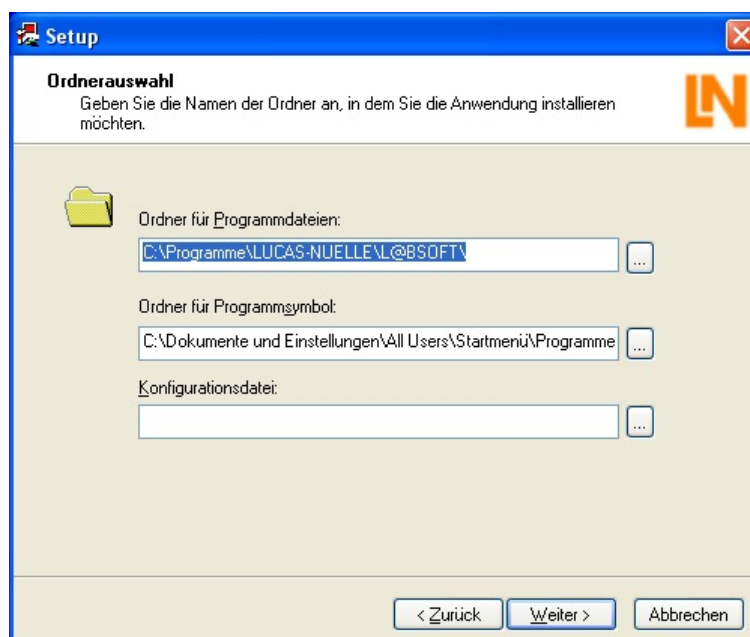 Setup
Ordnerauswahl
Geben Sie die Namen der Ordner an, in dem Sie die Anwendung installieren
möchten.
LN
Ordner für Programmdateien:
C:\Programme\LUCAS-NUELLE\L@BSOFT\
...
Ordner für Programmsymbol:
C:\Dokumente und Einstellungen\All Users\Startmenü\Programme
...
Konfigurationsdatei:
...
< Zurück Weiter > Abbrechen